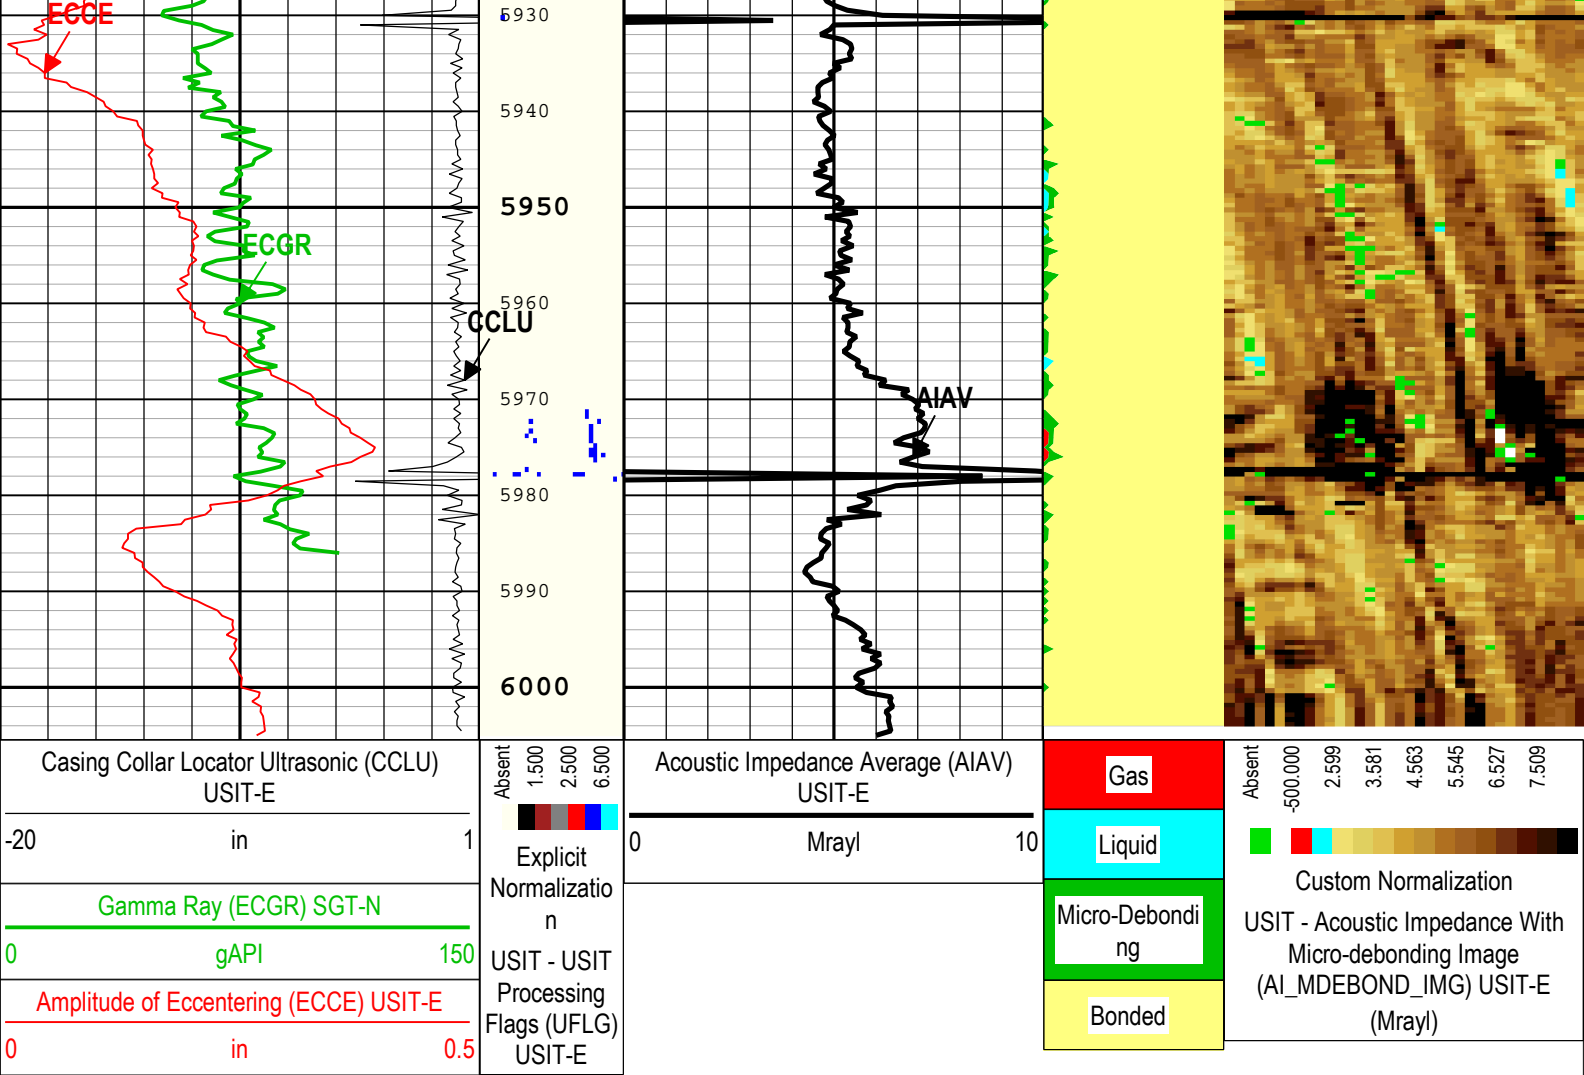 ECCE
5930
5940
5950
ECGR
5960
CCLU
5970
AIAV
5980
5990
6000
Casing Collar Locator Ultrasonic (CCLU)
USIT-E
-20 in 1
Gamma Ray (ECGR) SGT-N
0 gAPI 150
Amplitude of Eccentering (ECCE) USIT-E
0 in 0.5
Absent
1.500
2.500
6.500
Explicit
Normalizatio
n
USIT - USIT
Processing
Flags (UFLG)
USIT-E
Acoustic Impedance Average (AIAV)
USIT-E
0 Mrayl 10
Gas
Liquid
Micro-Debondi
ng
Bonded
Absent
-500.000
2.599
3.581
4.563
5.545
6.527
7.509
Custom Normalization
USIT - Acoustic Impedance With
Micro-debonding Image
(AI_MDEBOND_IMG) USIT-E
(Mrayl)